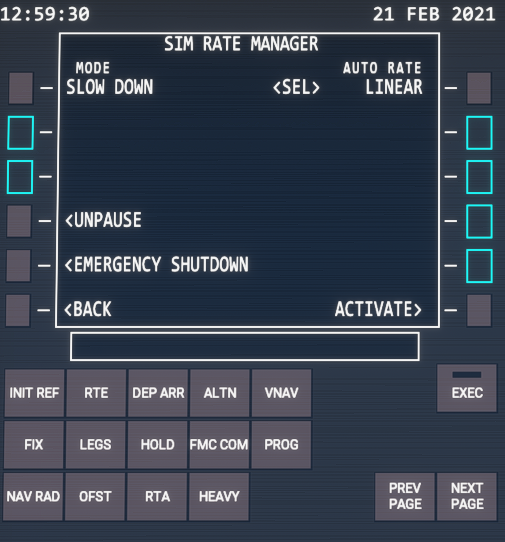 12:59:30 21 FEB 2021
SIM RATE MANAGER
MODE AUTO RATE
SLOW DOWN <SEL> LINEAR
<UNPAUSE
<EMERGENCY SHUTDOWN
<BACK ACTIVATE>
INIT REF RTE DEP ARR ALTN VNAV EXEC
FIX LEGS HOLD FMC COM PROG
NAV RAD OFST RTA HEAVY PREV PAGE NEXT PAGE